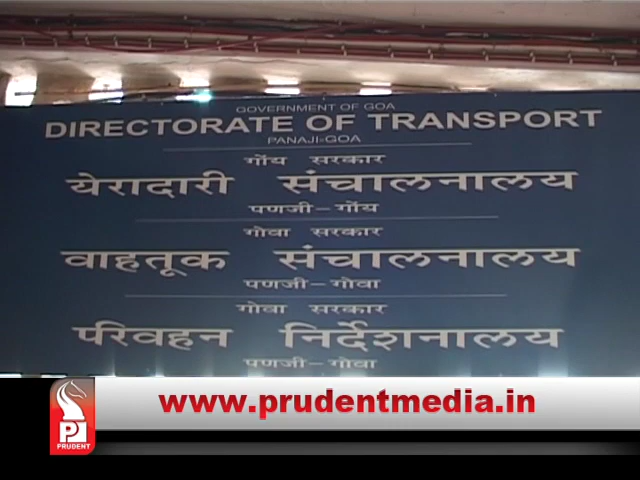 GOVERNMENT OF GOA
DIRECTORATE OF TRANSPORT
PANAJI-GOA
गोंय सरकार
येरादारी संचालनालय
पणजी-गोंय
गोवा सरकार
वाहतूक संचालनालय
पणजी-गोवा
गोवा सरकार
परिवहन निर्देशनालय
पणजी-गोवा
www.prudentmedia.in
P
PRUDENT